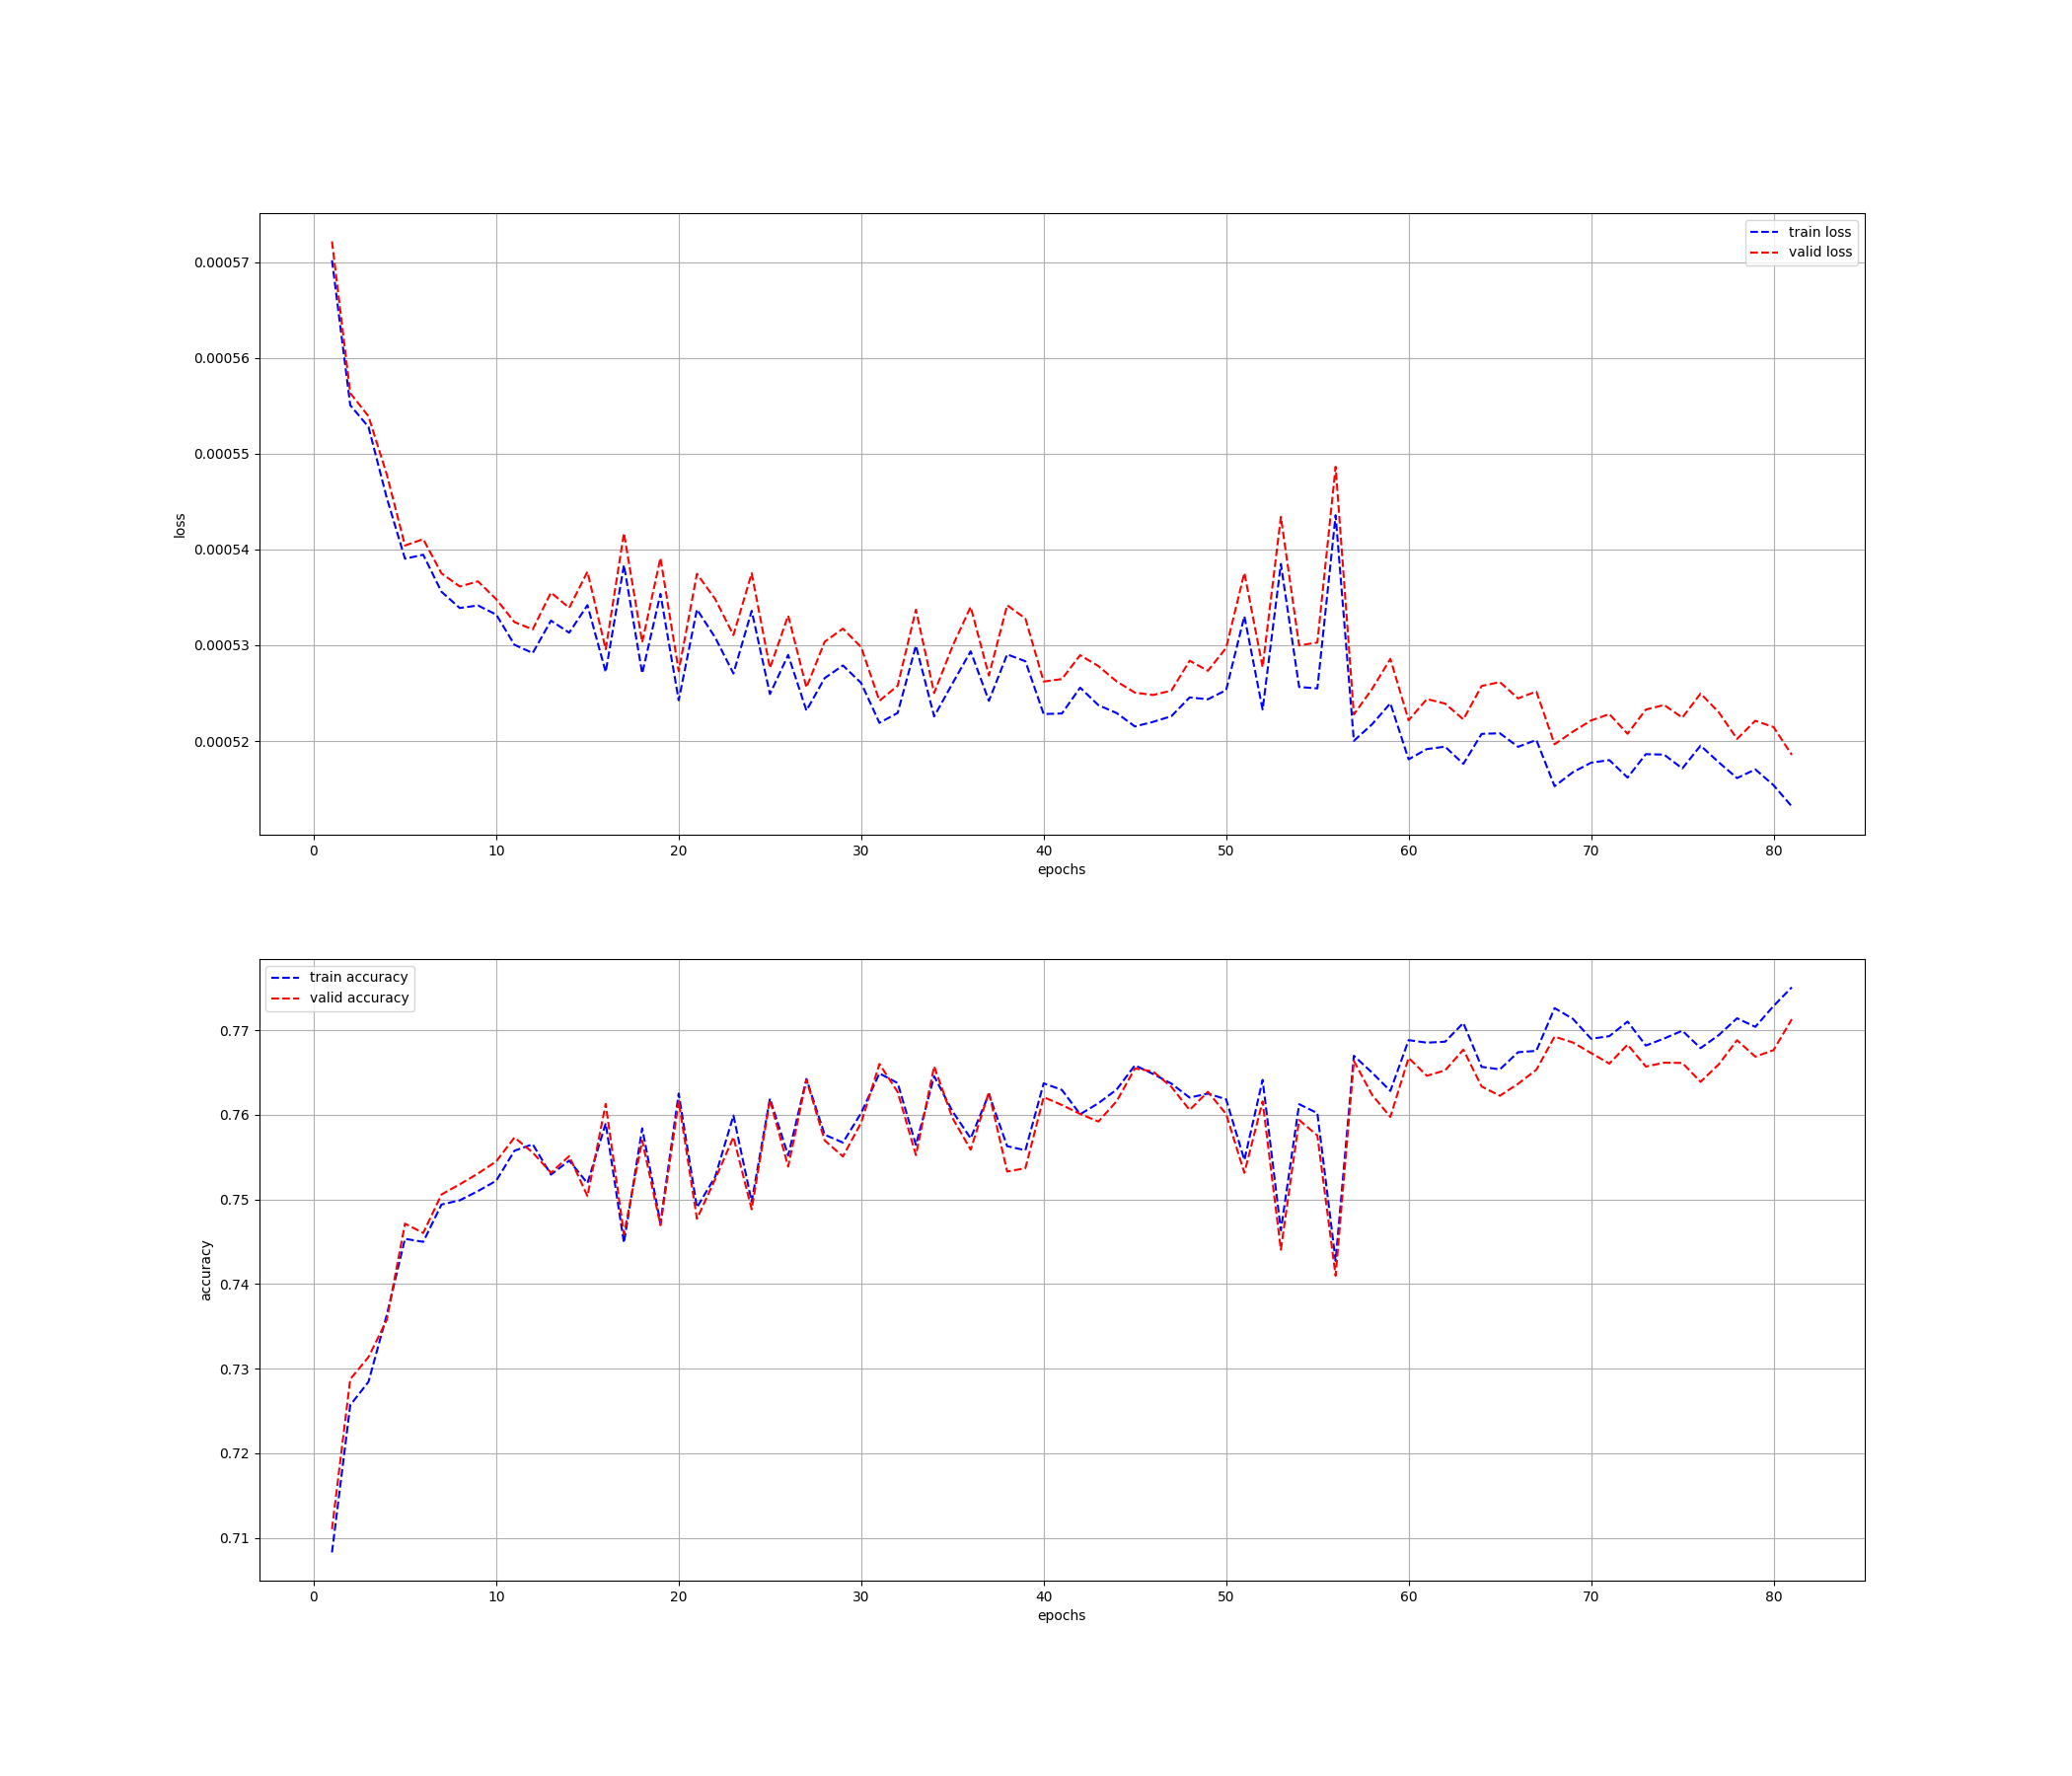 train loss
valid loss
0.00057
0.00056
0.00055
0.00054
0.00053
0.00052
loss
0 10 20 30 40 50 60 70 80
epochs
train accuracy
valid accuracy
0.77
0.76
0.75
0.74
0.73
0.72
0.71
accuracy
0 10 20 30 40 50 60 70 80
epochs